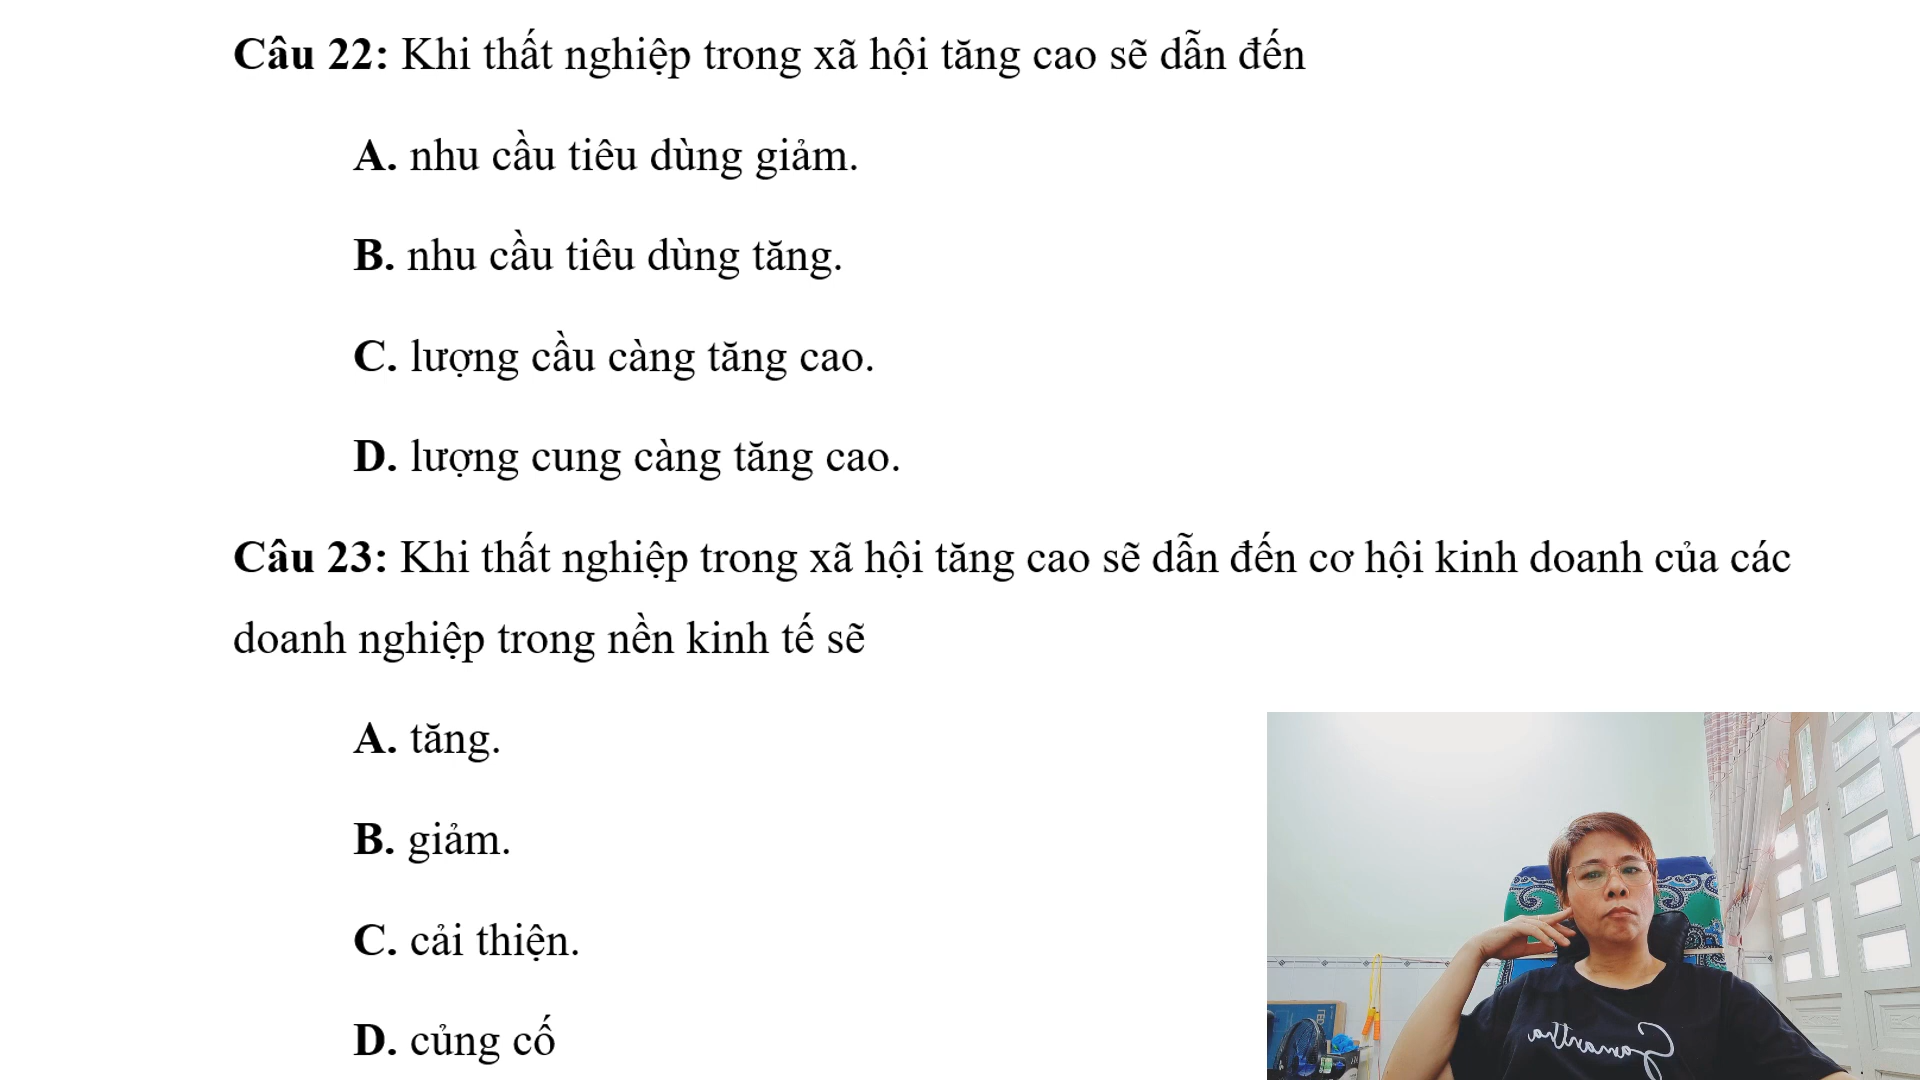 Câu 22: Khi thất nghiệp trong xã hội tăng cao sẽ dẫn đến
A. nhu cầu tiêu dùng giảm.
B. nhu cầu tiêu dùng tăng.
C. lượng cầu càng tăng cao.
D. lượng cung càng tăng cao.
Câu 23: Khi thất nghiệp trong xã hội tăng cao sẽ dẫn đến cơ hội kinh doanh của các
doanh nghiệp trong nền kinh tế sẽ
A. tăng.
B. giảm.
C. cải thiện.
D. củng cố
Samantha